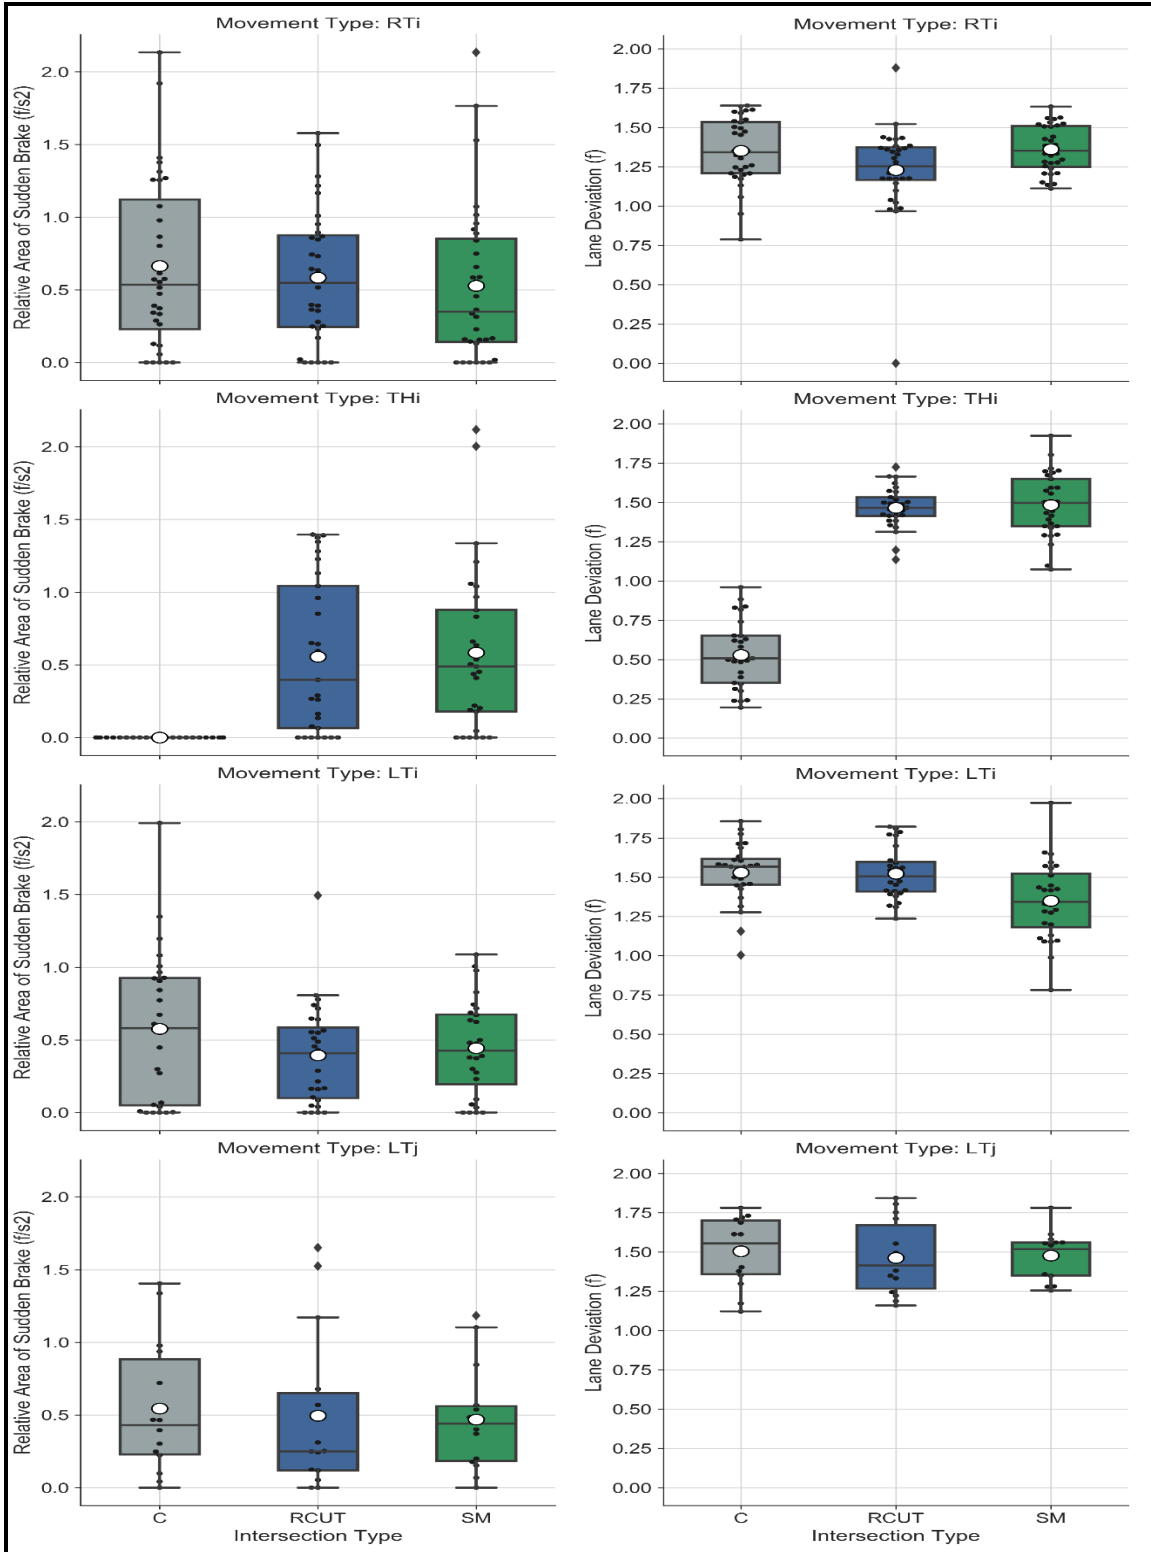 Movement Type: RTi
Relative Area of Sudden Brake (f/s2)
2.0
1.5
1.0
0.5
0.0
Movement Type: RTi
Lane Deviation (f)
2.00
1.75
1.50
1.25
1.00
0.75
0.50
0.25
0.00
Movement Type: THi
Relative Area of Sudden Brake (f/s2)
2.0
1.5
1.0
0.5
0.0
Movement Type: THi
Lane Deviation (f)
2.00
1.75
1.50
1.25
1.00
0.75
0.50
0.25
0.00
Movement Type: LTi
Relative Area of Sudden Brake (f/s2)
2.0
1.5
1.0
0.5
0.0
Movement Type: LTi
Lane Deviation (f)
2.00
1.75
1.50
1.25
1.00
0.75
0.50
0.25
0.00
Movement Type: LTj
Relative Area of Sudden Brake (f/s2)
2.0
1.5
1.0
0.5
0.0
C RCUT SM
Intersection Type
Movement Type: LTj
Lane Deviation (f)
2.00
1.75
1.50
1.25
1.00
0.75
0.50
0.25
0.00
C RCUT SM
Intersection Type